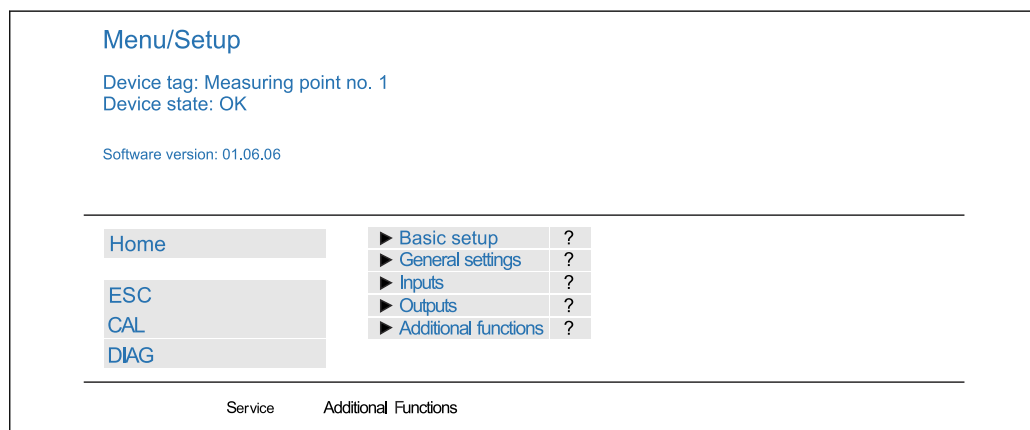 Menu/Setup
Device tag: Measuring point no. 1
Device state: OK
Software version: 01.06.06
Home
ESC
CAL
DIAG
► Basic setup ?
► General settings ?
► Inputs ?
► Outputs ?
► Additional functions ?
Service Additional Functions